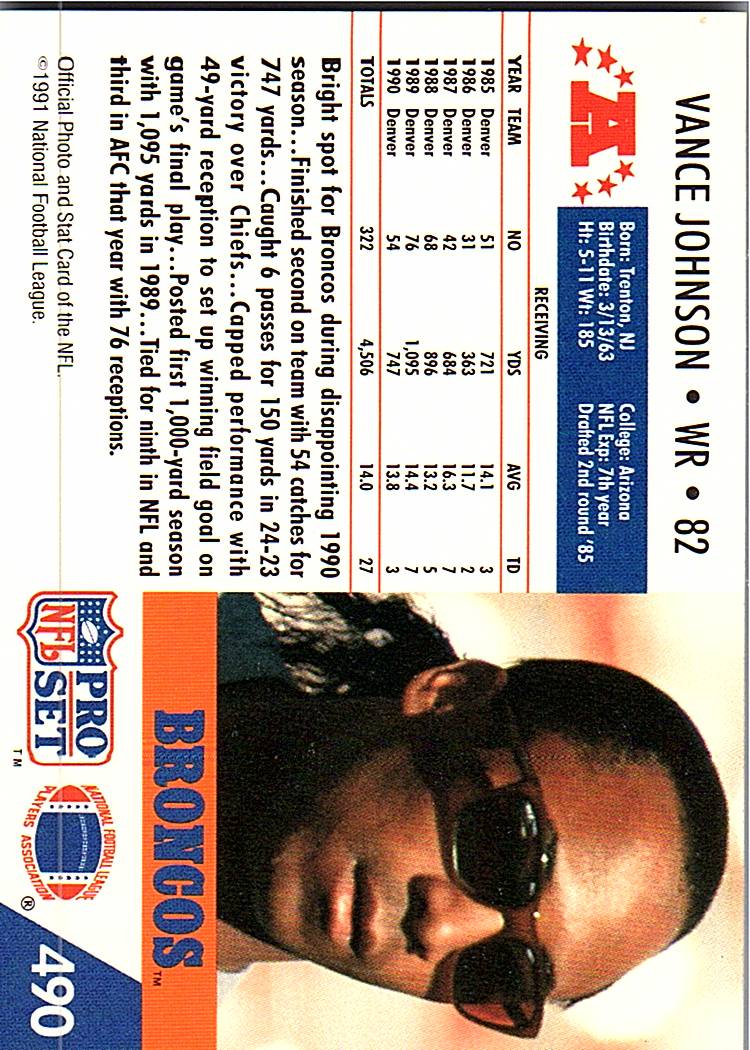 VANCE JOHNSON • WR • 82
A
Born: Trenton, NJ College: Arizona
Birthdate: 3/13/63 NFL Exp: 7th year
Ht: 5-11 Wt: 185 Drafted 2nd round '85
RECEIVING
YEAR TEAM NO YDS AVG TD
1985 Denver 51 721 14.1 3
1986 Denver 31 363 11.7 2
1987 Denver 42 684 16.3 7
1988 Denver 68 896 13.2 5
1989 Denver 76 1,095 14.4 7
1990 Denver 54 747 13.8 3
TOTALS 322 4,506 14.0 27
Bright spot for Broncos during disappointing 1990
season...Finished second on team with 54 catches for
747 yards...Caught 6 passes for 150 yards in 24-23
victory over Chiefs...Capped performance with
49-yard reception to set up winning field goal on
game's final play...Posted first 1,000-yard season
with 1,095 yards in 1989...Tied for ninth in NFL and
third in AFC that year with 76 receptions.
Official Photo and Stat Card of the NFL.
©1991 National Football League.
BRONCOS™
NFL
PRO
SET™
NATIONAL FOOTBALL LEAGUE
PLAYERS ASSOCIATION®
490